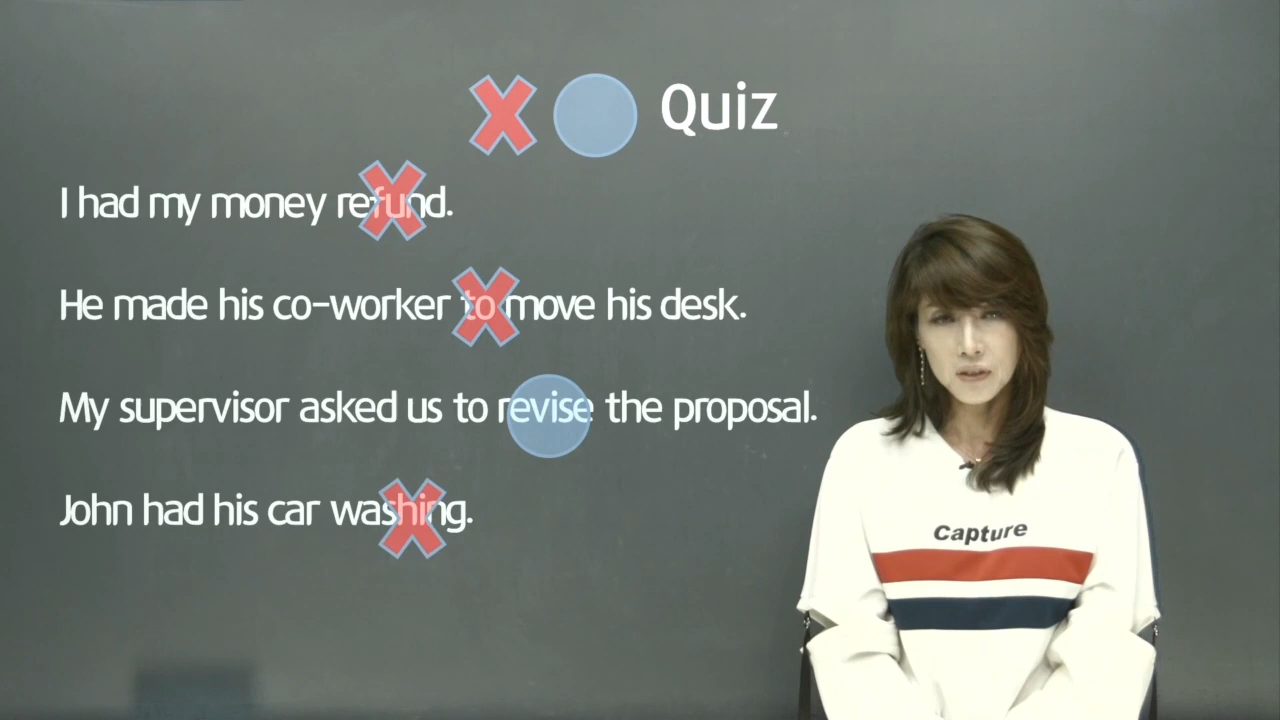 Quiz
I had my money refund.
He made his co-worker to move his desk.
My supervisor asked us to revise the proposal.
John had his car washing.
Capture